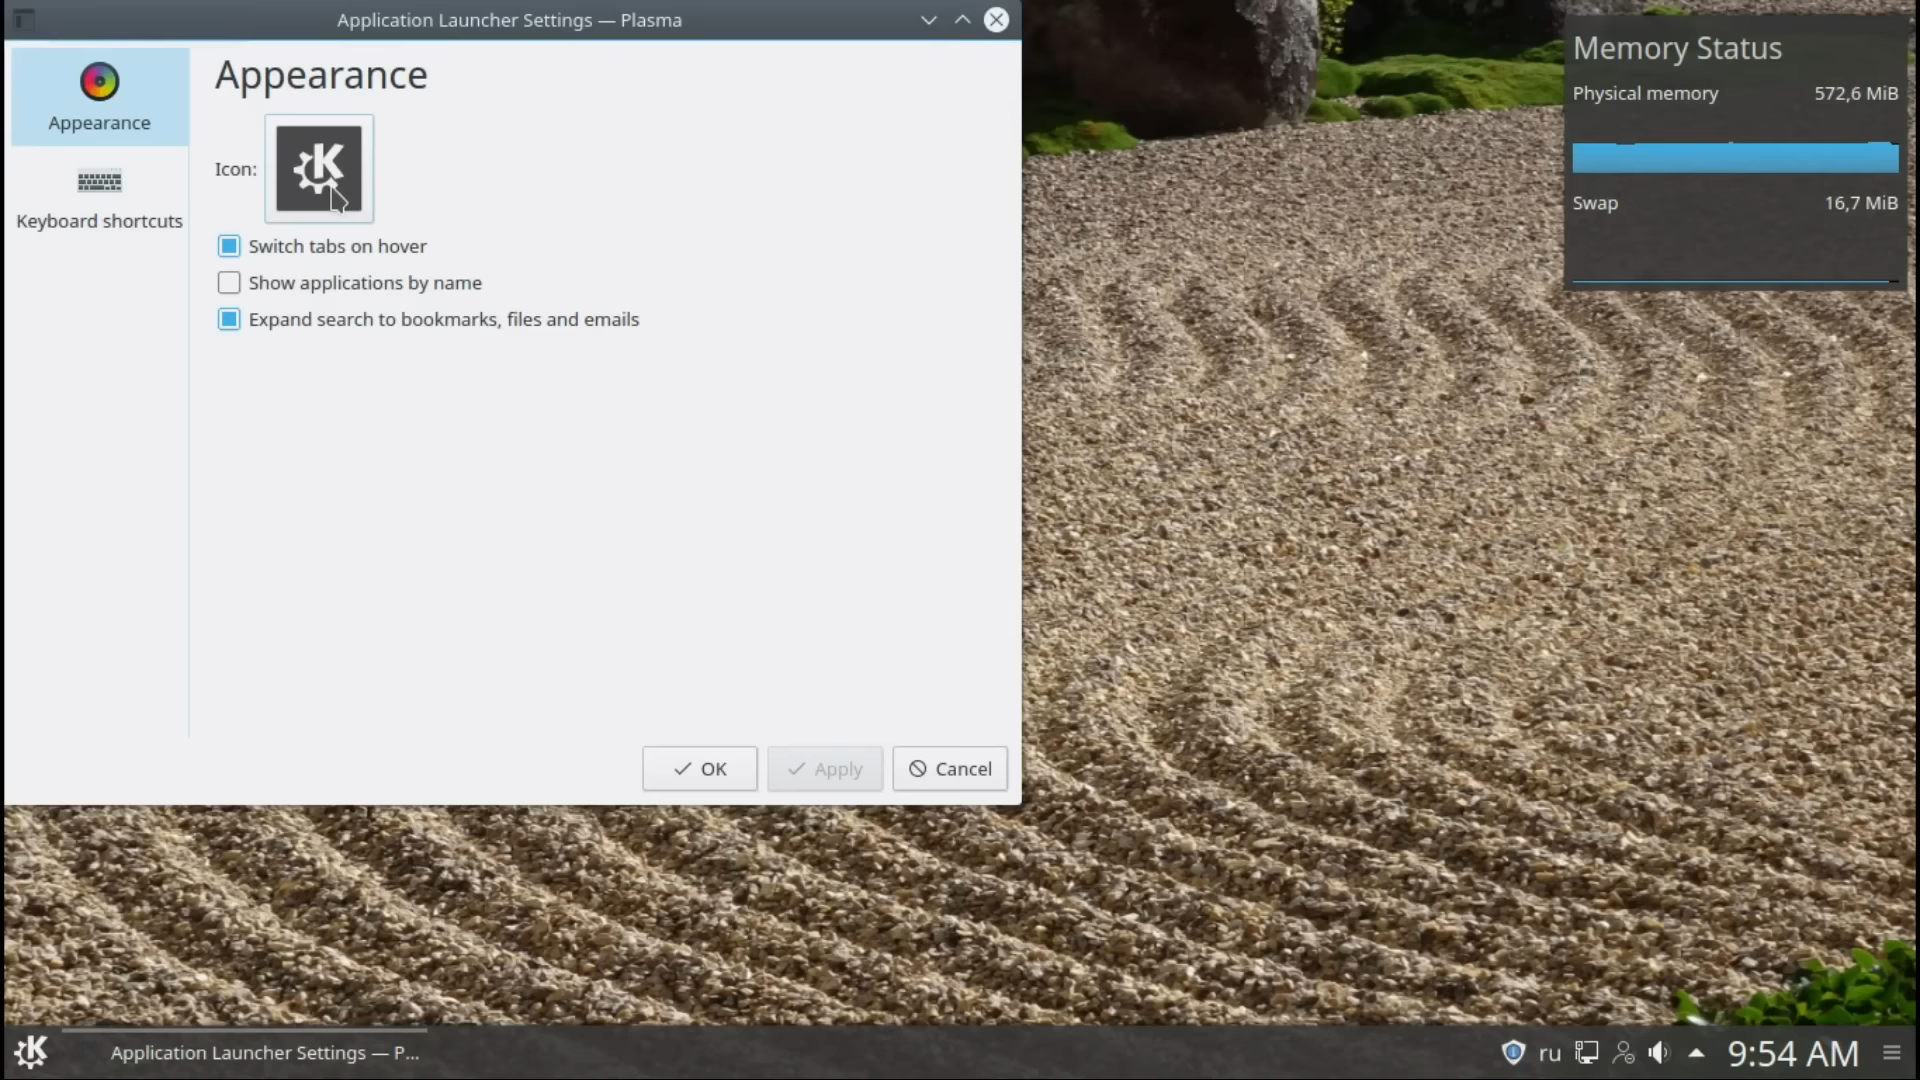 Application Launcher Settings — Plasma
Appearance
Keyboard shortcuts
Appearance
Icon:
Switch tabs on hover
Show applications by name
Expand search to bookmarks, files and emails
OK
Apply
Cancel
Memory Status
Physical memory 572,6 MiB
Swap 16,7 MiB
Application Launcher Settings — P...
ru
9:54 AM